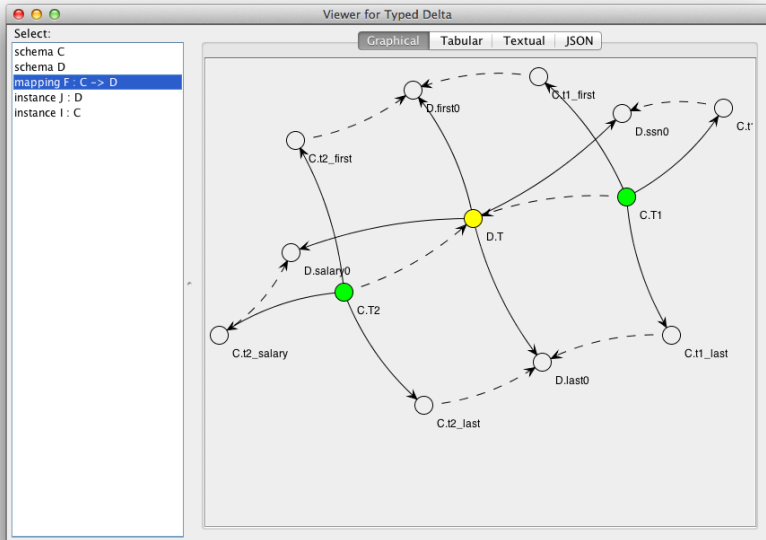 Viewer for Typed Delta
Select:
schema C
schema D
mapping F : C -> D
instance J : D
instance I : C
Graphical Tabular Textual JSON
C.t1_first
D.first0
D.ssn0
C.t2_first
C.T1
D.T
D.salary0
C.T2
C.t2_salary
C.t1_last
D.last0
C.t2_last